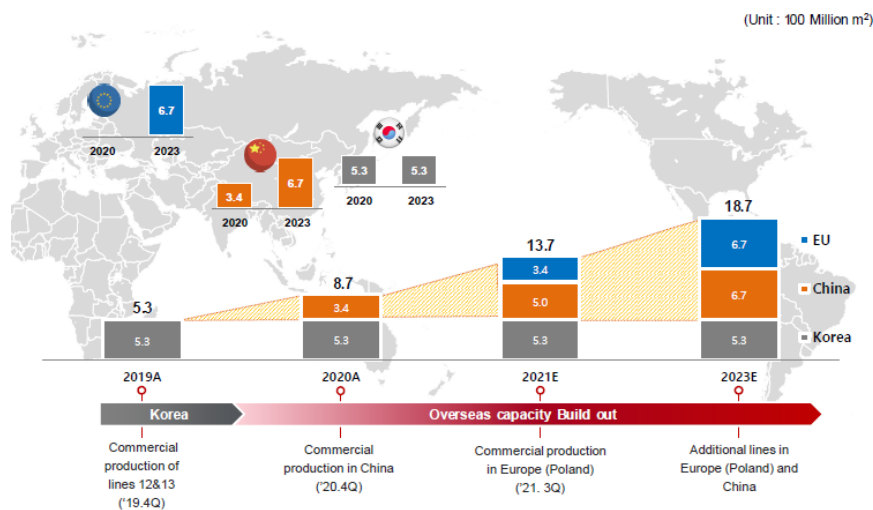 (Unit : 100 Million m²)
6.7
2020
2023
3.4
6.7
2020
2023
5.3
5.3
2020
2023
18.7
13.7
8.7
5.3
6.7
EU
3.4
6.7
China
5.0
3.4
5.3
5.3
5.3
5.3
Korea
2019A
2020A
2021E
2023E
Korea
Overseas capacity Build out
Commercial
production of
lines 12&13
('19.4Q)
Commercial
production in China
('20.4Q)
Commercial production
in Europe (Poland)
('21. 3Q)
Additional lines in
Europe (Poland) and
China